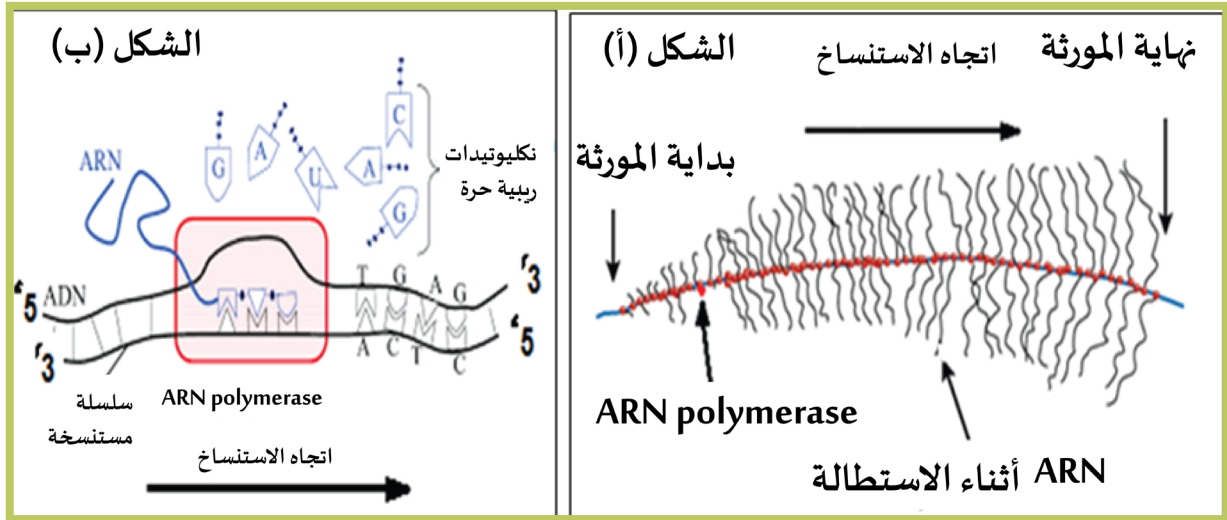 الشكل (أ)
اتجاه الاستنساخ
نهاية المورثة
بداية المورثة
ARN polymerase
ARN أثناء الاستطالة
الشكل (ب)
ARN
G
A
U
A
C
G
نكليوتيدات
ريبية حرة
5‘ ADN
3'
T G A G
A C T C
3'
5‘
سلسلة
مستنسخة
ARN polymerase
اتجاه الاستنساخ